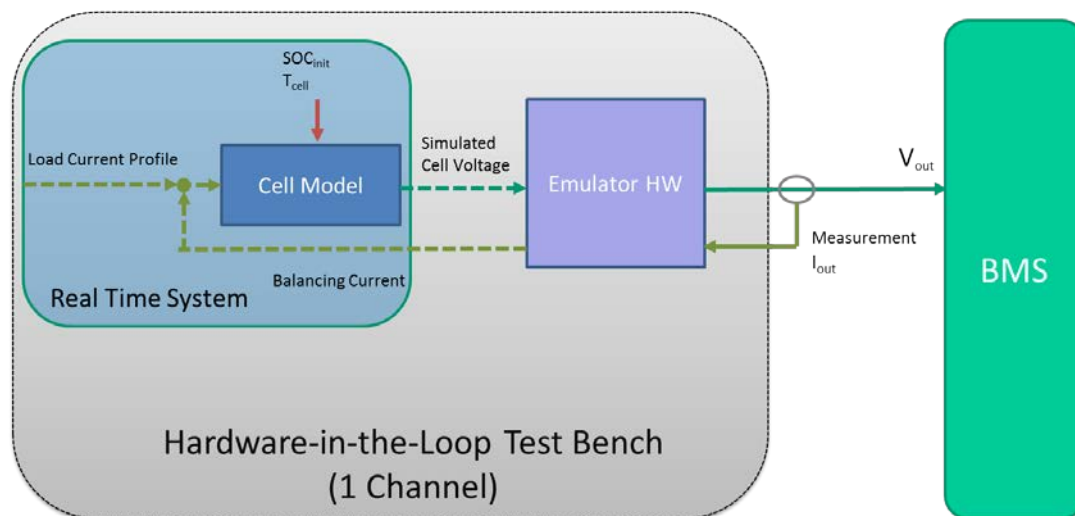 SOCinit
Tcell
Load Current Profile
Cell Model
Simulated
Cell Voltage
Emulator HW
Vout
Measurement
Iout
BMS
Balancing Current
Real Time System
Hardware-in-the-Loop Test Bench
(1 Channel)